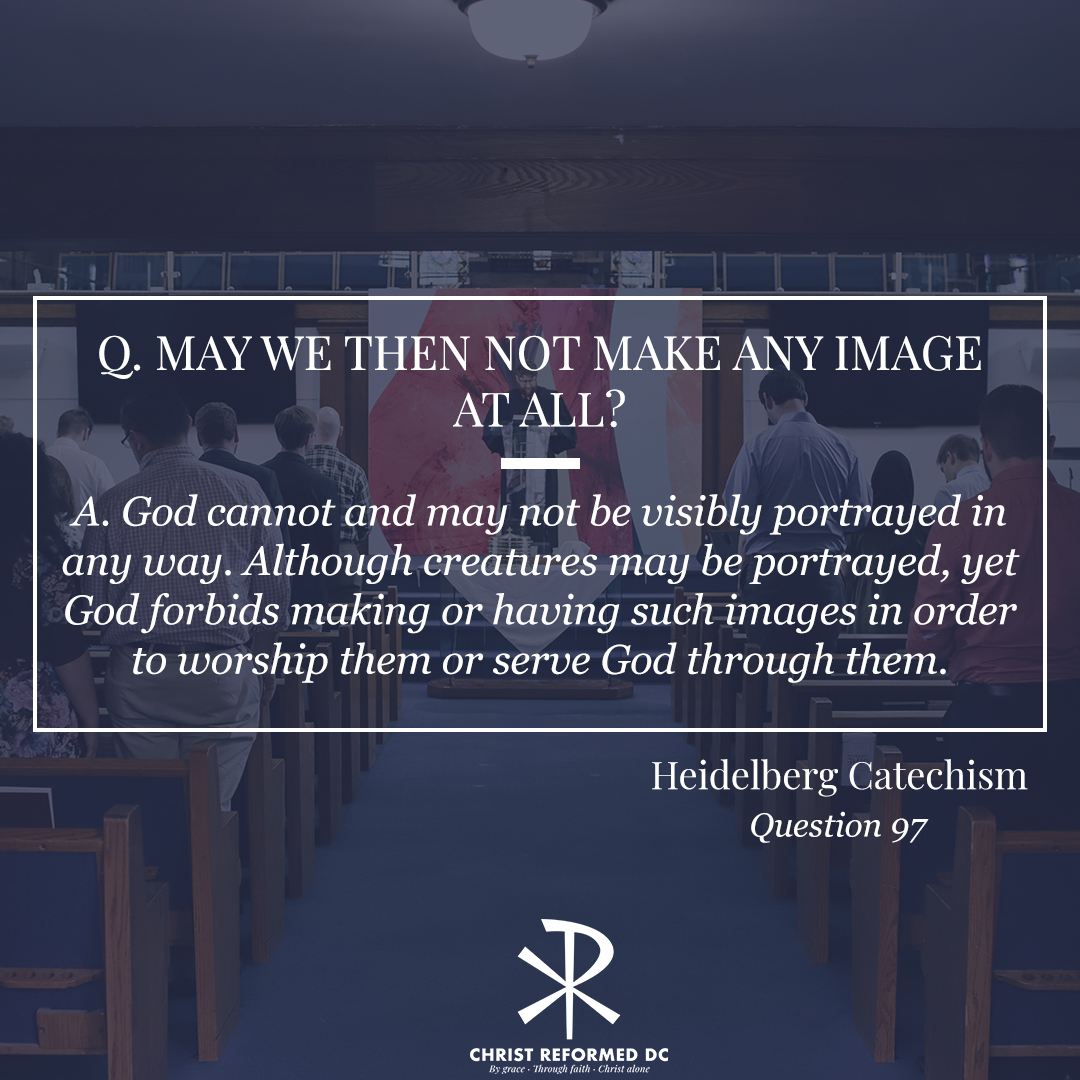 Q. MAY WE THEN NOT MAKE ANY IMAGE
AT ALL?
A. God cannot and may not be visibly portrayed in
any way. Although creatures may be portrayed, yet
God forbids making or having such images in order
to worship them or serve God through them.
Heidelberg Catechism
Question 97
CHRIST REFORMED DC
By grace · Through faith · Christ alone